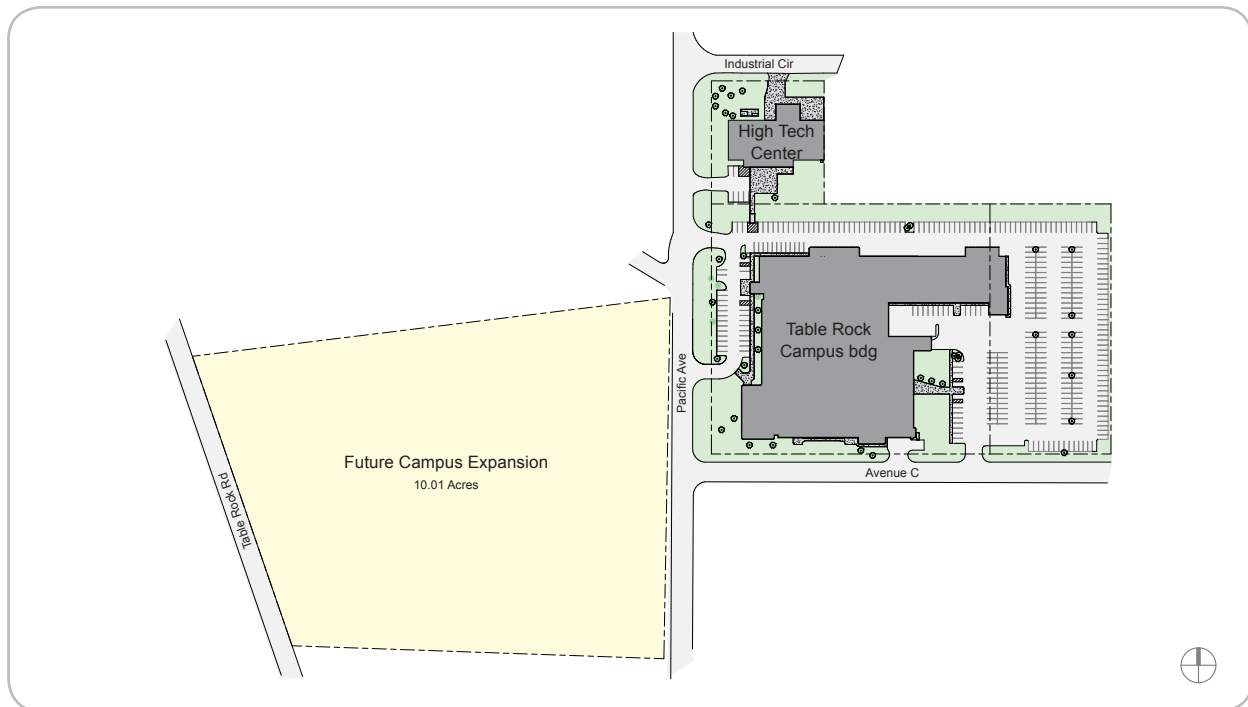 Industrial Cir
High Tech
Center
Table Rock
Campus bdg
Pacific Ave
Future Campus Expansion
10.01 Acres
Table Rock Rd
Avenue C